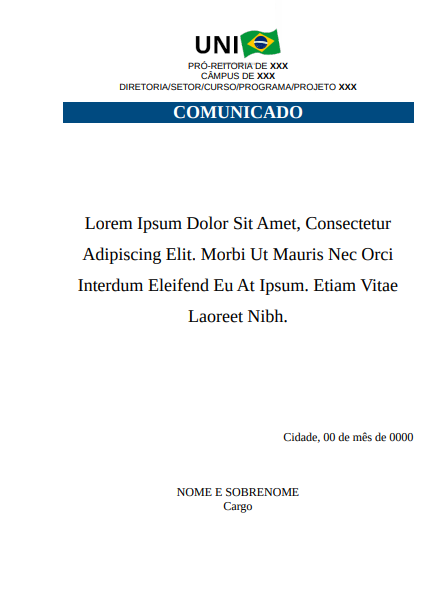 UNI
PRÓ-REITORIA DE XXX
CÂMPUS DE XXX
DIRETORIA/SETOR/CURSO/PROGRAMA/PROJETO XXX
COMUNICADO
Lorem Ipsum Dolor Sit Amet, Consectetur
Adipiscing Elit. Morbi Ut Mauris Nec Orci
Interdum Eleifend Eu At Ipsum. Etiam Vitae
Laoreet Nibh.
Cidade, 00 de mês de 0000
NOME E SOBRENOME
Cargo